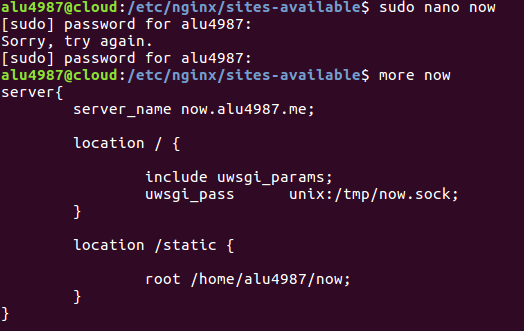 alu4987@cloud:/etc/nginx/sites-available$ sudo nano now
[sudo] password for alu4987:
Sorry, try again.
[sudo] password for alu4987:
alu4987@cloud:/etc/nginx/sites-available$ more now
server{
        server_name now.alu4987.me;
        location / {
                include uwsgi_params;
                uwsgi_pass      unix:/tmp/now.sock;
        }
        location /static {
                root /home/alu4987/now;
        }
}